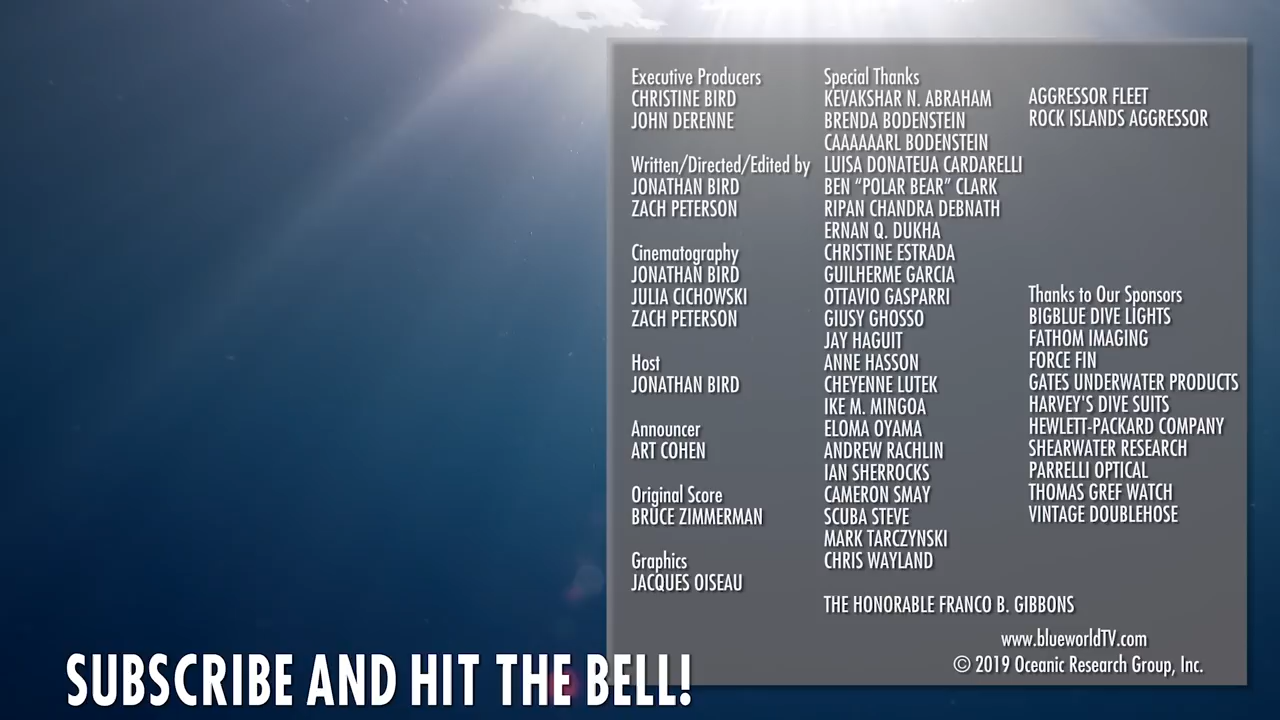 Executive Producers
CHRISTINE BIRD
JOHN DERENNE
Written/Directed/Edited by
JONATHAN BIRD
ZACH PETERSON
Cinematography
JONATHAN BIRD
JULIA CICHOWSKI
ZACH PETERSON
Host
JONATHAN BIRD
Announcer
ART COHEN
Original Score
BRUCE ZIMMERMAN
Graphics
JACQUES OISEAU
Special Thanks
KEVAKSHAR N. ABRAHAM
BRENDA BODENSTEIN
CAAAAAARL BODENSTEIN
LUISA DONATEUA CARDARELLI
BEN “POLAR BEAR” CLARK
RIPAN CHANDRA DEBNATH
ERNAN Q. DUKHA
CHRISTINE ESTRADA
GUILHERME GARCIA
OTTAVIO GASPARRI
GIUSY GHOSSO
JAY HAGUIT
ANNE HASSON
CHEYENNE LUTEK
IKE M. MINGOA
ELOMA OYAMA
ANDREW RACHLIN
IAN SHERROCKS
CAMERON SMAY
SCUBA STEVE
MARK TARCZYNSKI
CHRIS WAYLAND
THE HONORABLE FRANCO B. GIBBONS
AGGRESSOR FLEET
ROCK ISLANDS AGGRESSOR
Thanks to Our Sponsors
BIGBLUE DIVE LIGHTS
FATHOM IMAGING
FORCE FIN
GATES UNDERWATER PRODUCTS
HARVEY'S DIVE SUITS
HEWLETT-PACKARD COMPANY
SHEARWATER RESEARCH
PARRELLI OPTICAL
THOMAS GREF WATCH
VINTAGE DOUBLEHOSE
www.blueworldTV.com
© 2019 Oceanic Research Group, Inc.
SUBSCRIBE AND HIT THE BELL!